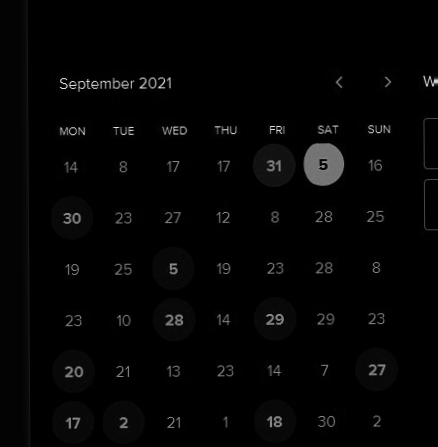 September 2021 < >
MON TUE WED THU FRI SAT SUN
14 8 17 17 31 5 16
30 23 27 12 8 28 25
19 25 5 19 23 28 8
23 10 28 14 29 29 23
20 21 13 23 14 7 27
17 2 21 1 18 30 2